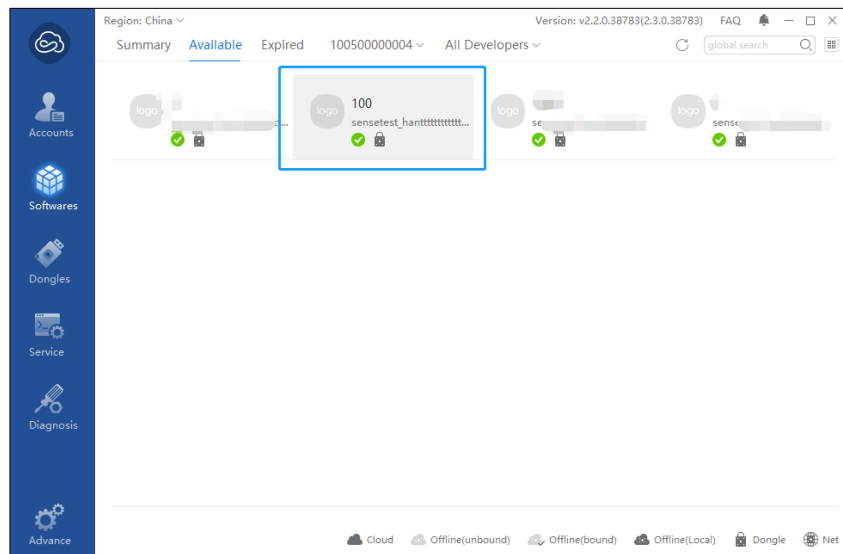 Region: China
Version: v2.2.0.38783(2.3.0.38783) FAQ
Summary Available Expired 100500000004 All Developers
global search
Accounts
Softwares
Dongles
Service
Diagnosis
Advance
logo
logo 100
sensetest_hanttttttttttttt...
logo
logo
Cloud Offline(unbound) Offline(bound) Offline(Local) Dongle Net